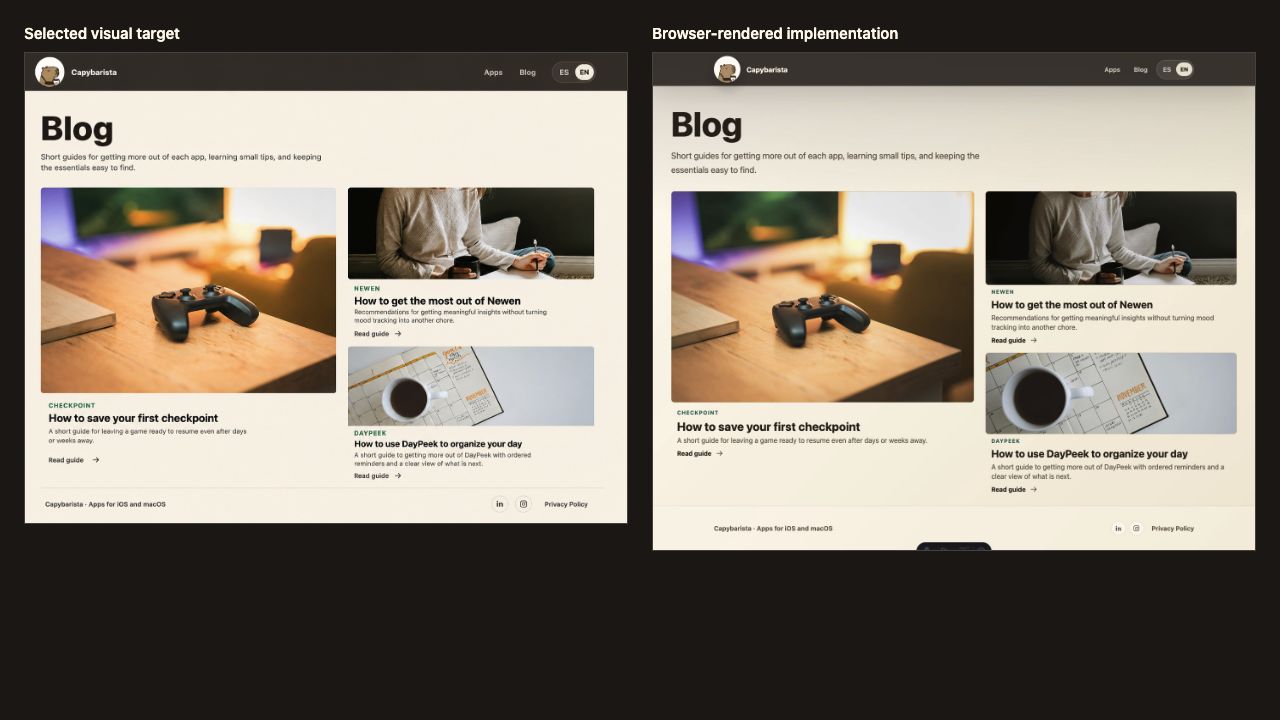 Selected visual target
Capybarista
Apps
Blog
ES
EN
Blog
Short guides for getting more out of each app, learning small tips, and keeping
the essentials easy to find.
CHECKPOINT
How to save your first checkpoint
A short guide for leaving a game ready to resume even after days
or weeks away.
Read guide →
NEWEN
How to get the most out of Newen
Recommendations for getting meaningful insights without turning
mood tracking into another chore.
Read guide →
NOVEMBER
DAYPEEK
How to use DayPeek to organize your day
A short guide to getting more out of DayPeek with ordered
reminders and a clear view of what is next.
Read guide →
Capybarista · Apps for iOS and macOS
in
Privacy Policy
Browser-rendered implementation
Capybarista
Apps
Blog
ES
EN
Blog
Short guides for getting more out of each app, learning small tips, and keeping the
essentials easy to find.
CHECKPOINT
How to save your first checkpoint
A short guide for leaving a game ready to resume even after days or weeks away.
Read guide →
NEWEN
How to get the most out of Newen
Recommendations for getting meaningful insights without turning mood
tracking into another chore.
Read guide →
NOVEMBER
DAYPEEK
How to use DayPeek to organize your day
A short guide to getting more out of DayPeek with ordered reminders and a
clear view of what is next.
Read guide →
Capybarista · Apps for iOS and macOS
in
Privacy Policy